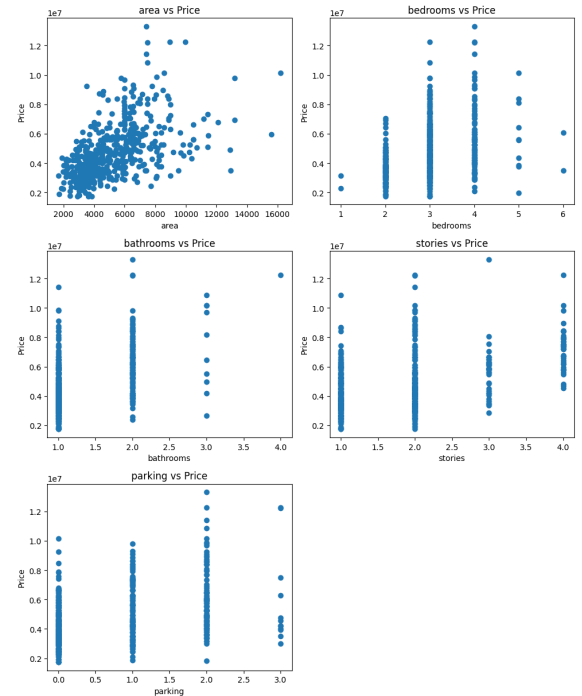 area vs Price
1e7
1.2
1.0
0.8
0.6
0.4
0.2
Price
2000 4000 6000 8000 10000 12000 14000 16000
area
bedrooms vs Price
1e7
1.2
1.0
0.8
0.6
0.4
0.2
Price
1 2 3 4 5 6
bedrooms
bathrooms vs Price
1e7
1.2
1.0
0.8
0.6
0.4
0.2
Price
1.0 1.5 2.0 2.5 3.0 3.5 4.0
bathrooms
stories vs Price
1e7
1.2
1.0
0.8
0.6
0.4
0.2
Price
1.0 1.5 2.0 2.5 3.0 3.5 4.0
stories
parking vs Price
1e7
1.2
1.0
0.8
0.6
0.4
0.2
Price
0.0 0.5 1.0 1.5 2.0 2.5 3.0
parking